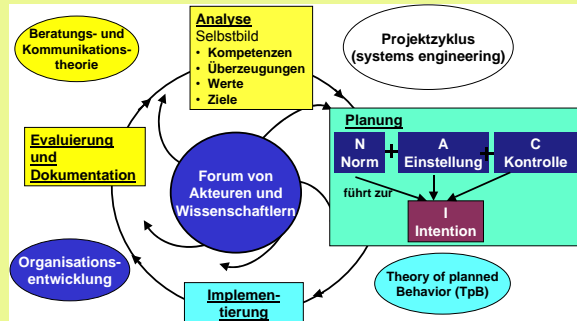 Beratungs- und
Kommunikations-
theorie
Analyse
Selbstbild
• Kompetenzen
• Überzeugungen
• Werte
• Ziele
Projektzyklus
(systems engineering)
Planung
N
Norm
+
A
Einstellung
+
C
Kontrolle
führt zur
I
Intention
Evaluierung
und
Dokumentation
Forum von
Akteuren und
Wissenschaftlern
Organisations-
entwicklung
Implemen-
tierung
Theory of planned
Behavior (TpB)